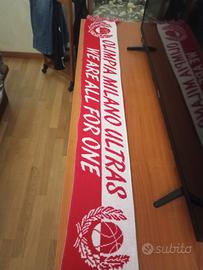 OLIMPIA MILANO ULTRAS
WE ARE ALL FOR ONE
subito